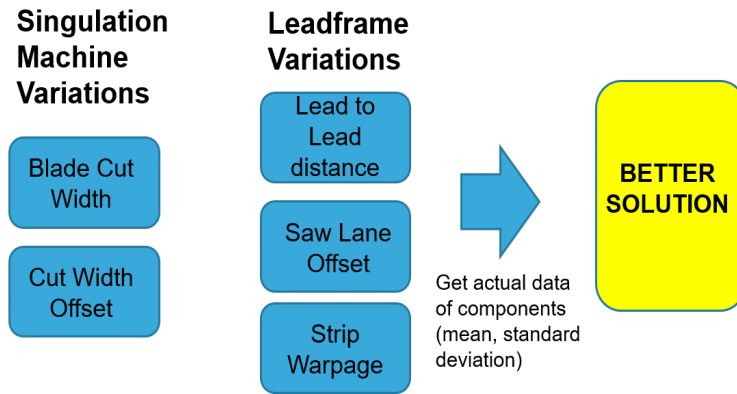 Singulation
Machine
Variations
Blade Cut
Width
Cut Width
Offset
Leadframe
Variations
Lead to
Lead
distance
Saw Lane
Offset
Strip
Warpage
Get actual data
of components
(mean, standard
deviation)
BETTER
SOLUTION